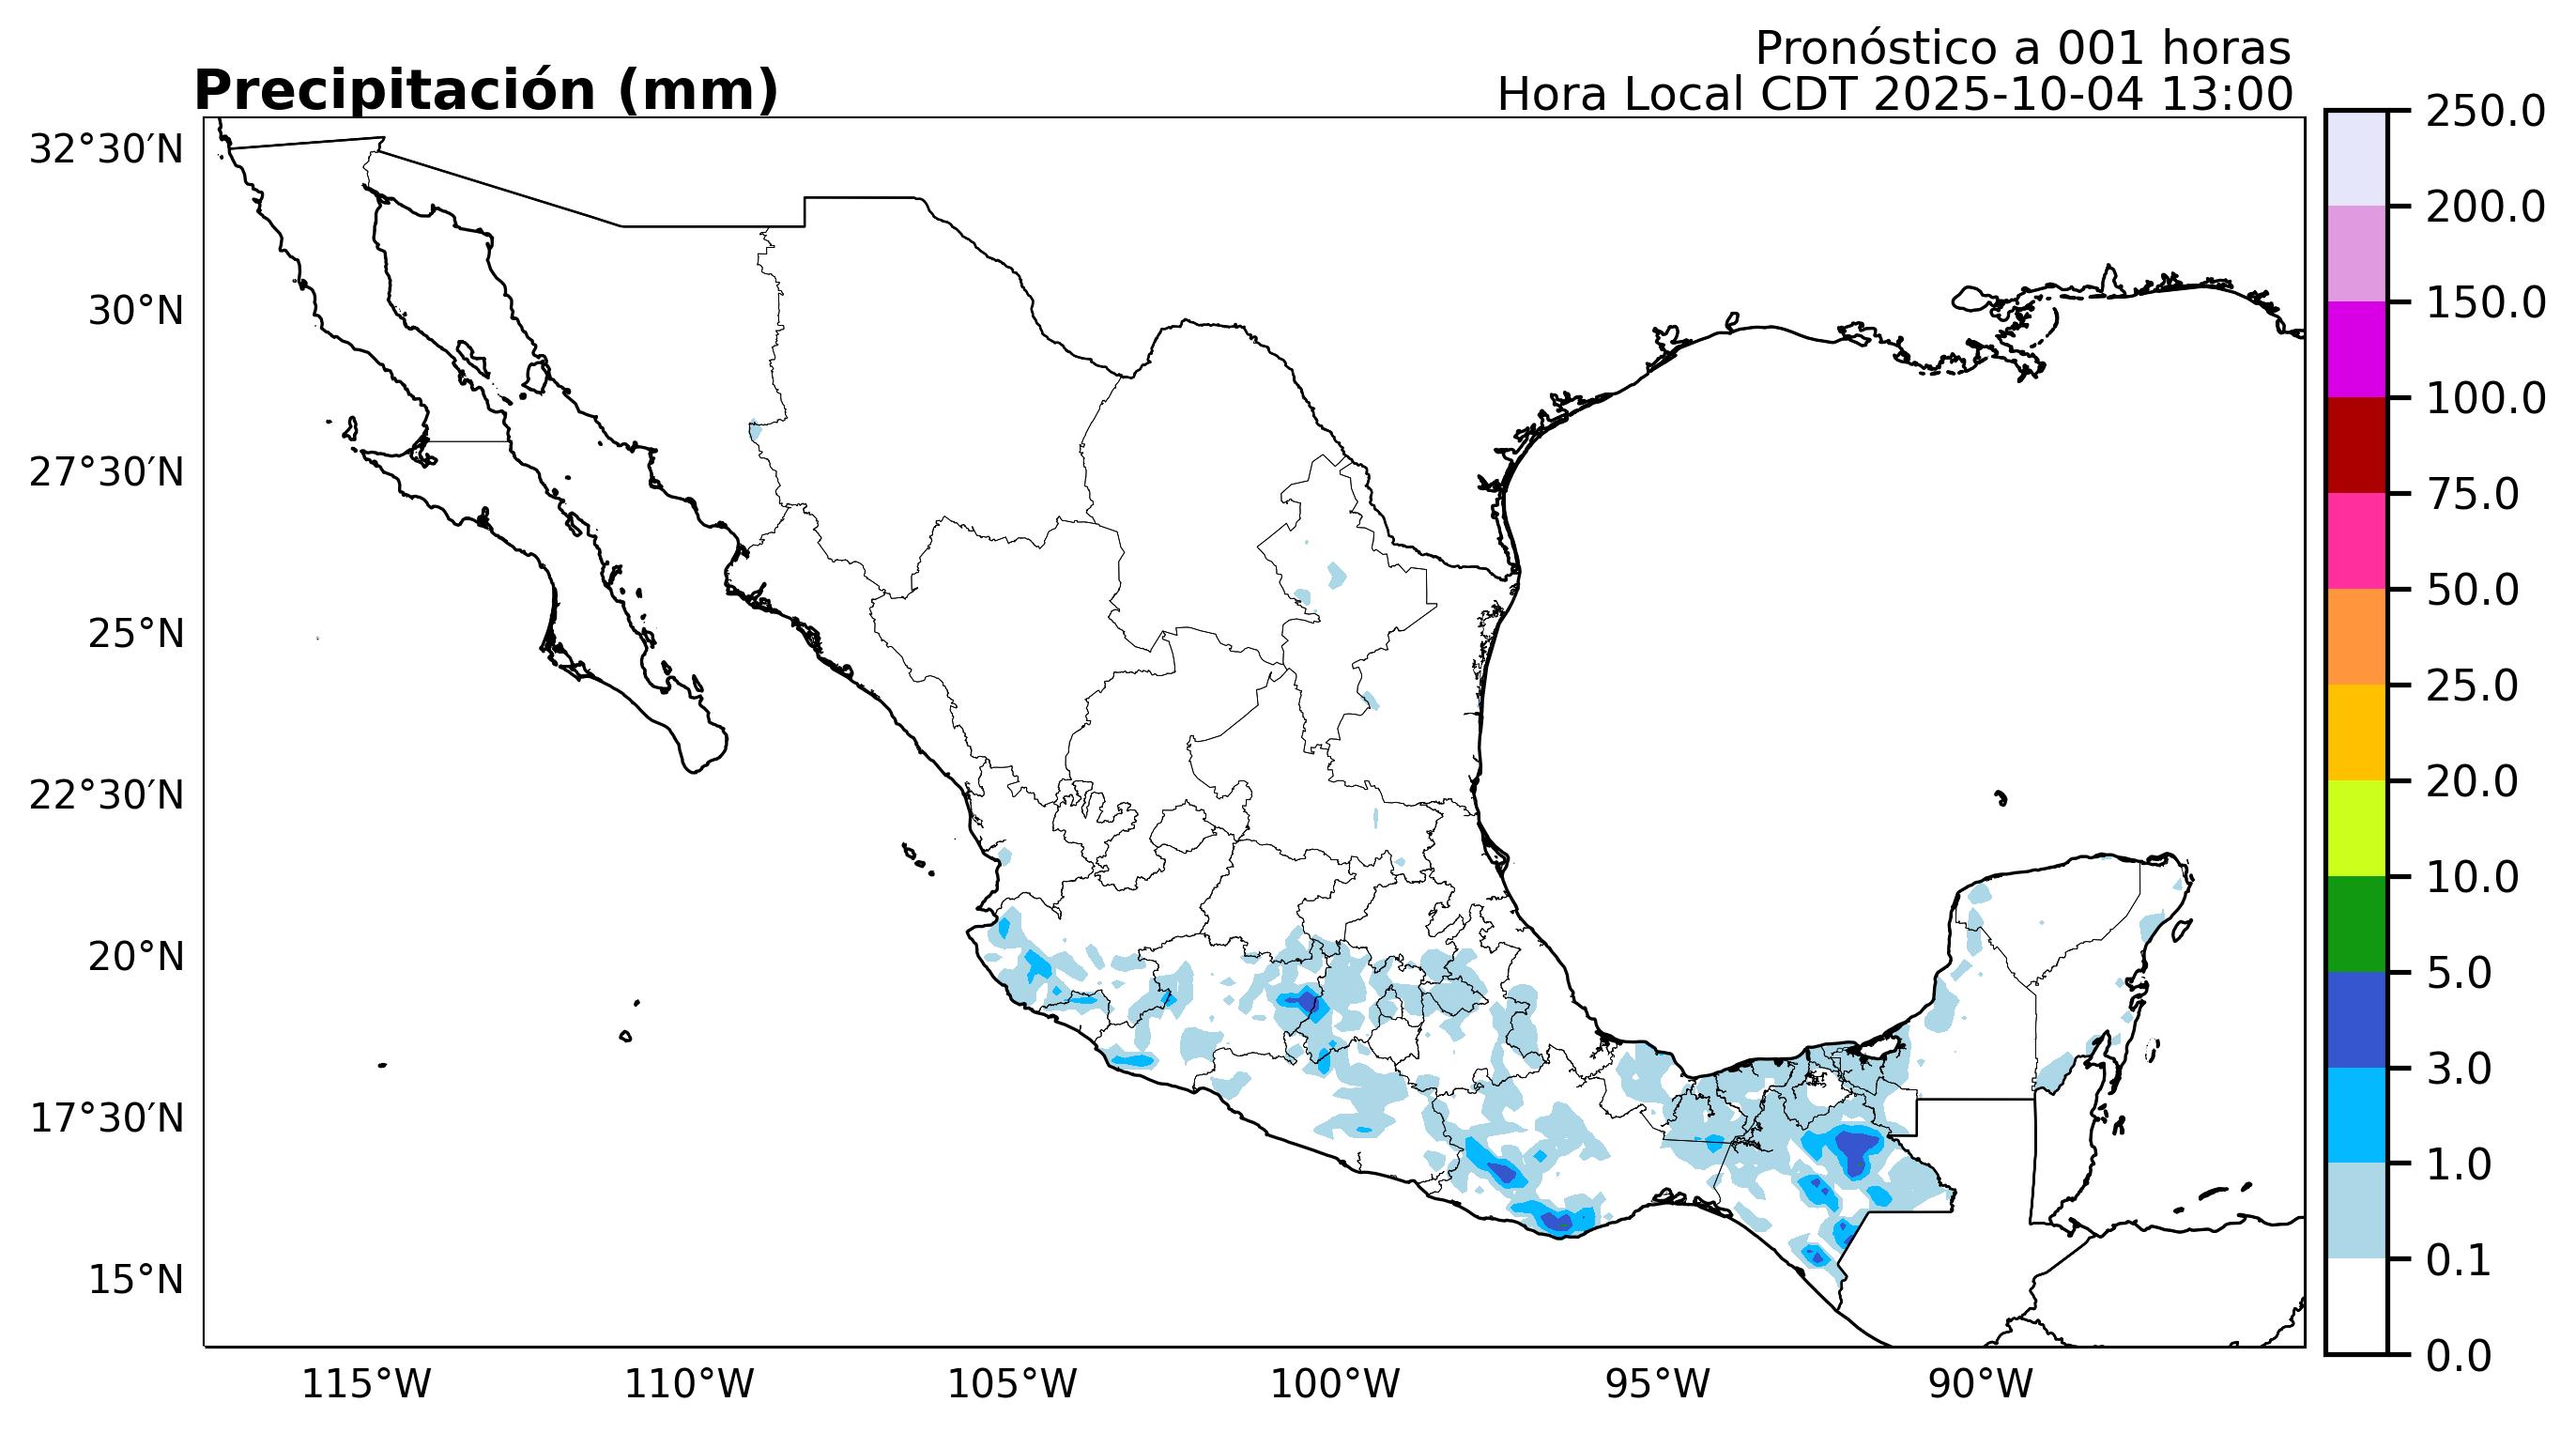 Pronóstico a 001 horas
Precipitación (mm)
Hora Local CDT 2025-10-04 13:00
32°30′N
30°N
27°30′N
25°N
22°30′N
20°N
17°30′N
15°N
115°W
110°W
105°W
100°W
95°W
90°W
250.0
200.0
150.0
100.0
75.0
50.0
25.0
20.0
10.0
5.0
3.0
1.0
0.1
0.0